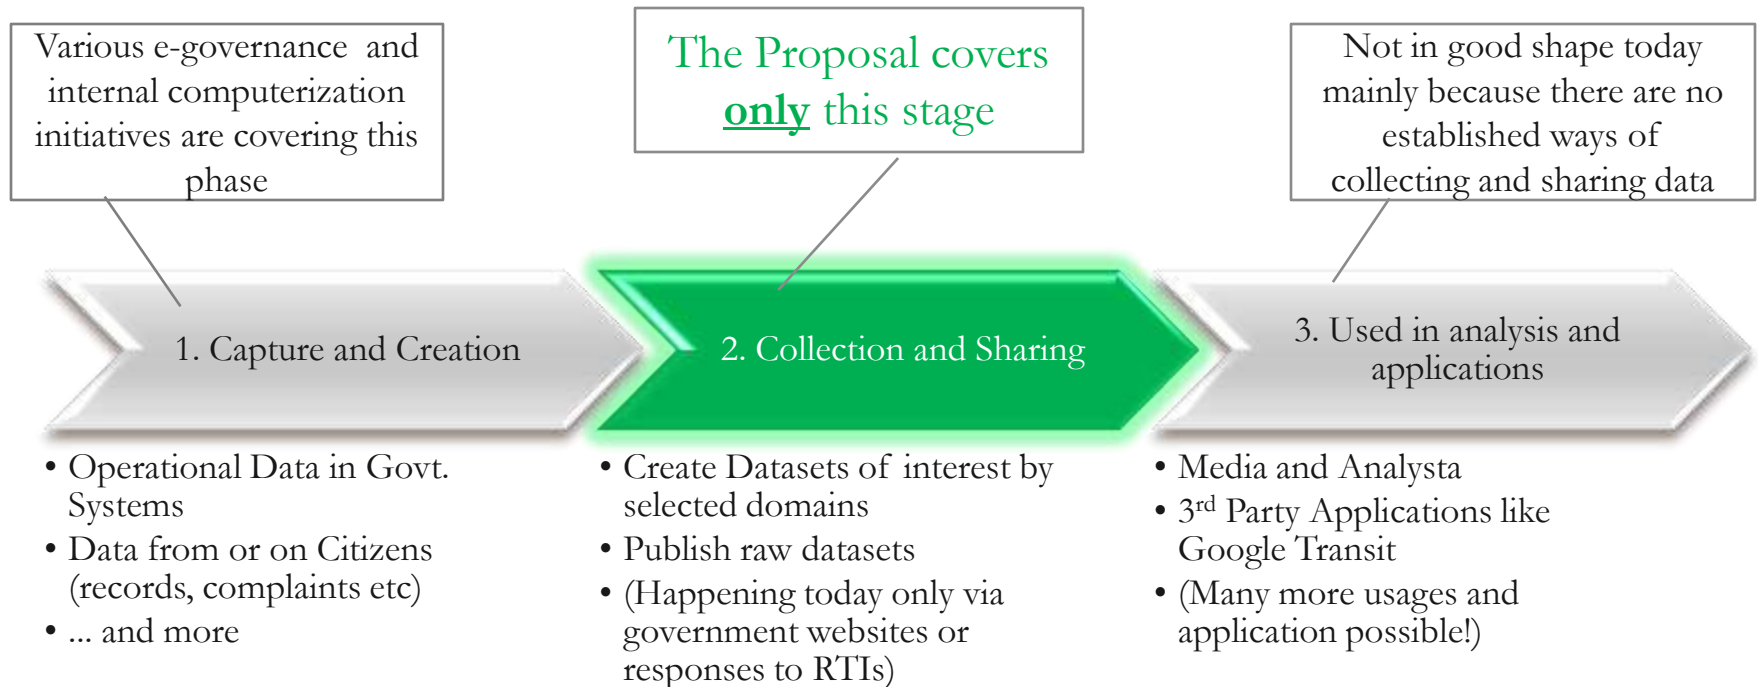 Various e-governance and
internal computerization
initiatives are covering this
phase
The Proposal covers
only this stage
Not in good shape today
mainly because there are no
established ways of
collecting and sharing data
1. Capture and Creation
2. Collection and Sharing
3. Used in analysis and
applications
• Operational Data in Govt.
Systems
• Data from or on Citizens
(records, complaints etc)
• ... and more
• Create Datasets of interest by
selected domains
• Publish raw datasets
• (Happening today only via
government websites or
responses to RTIs)
• Media and Analysta
• 3rd Party Applications like
Google Transit
• (Many more usages and
application possible!)